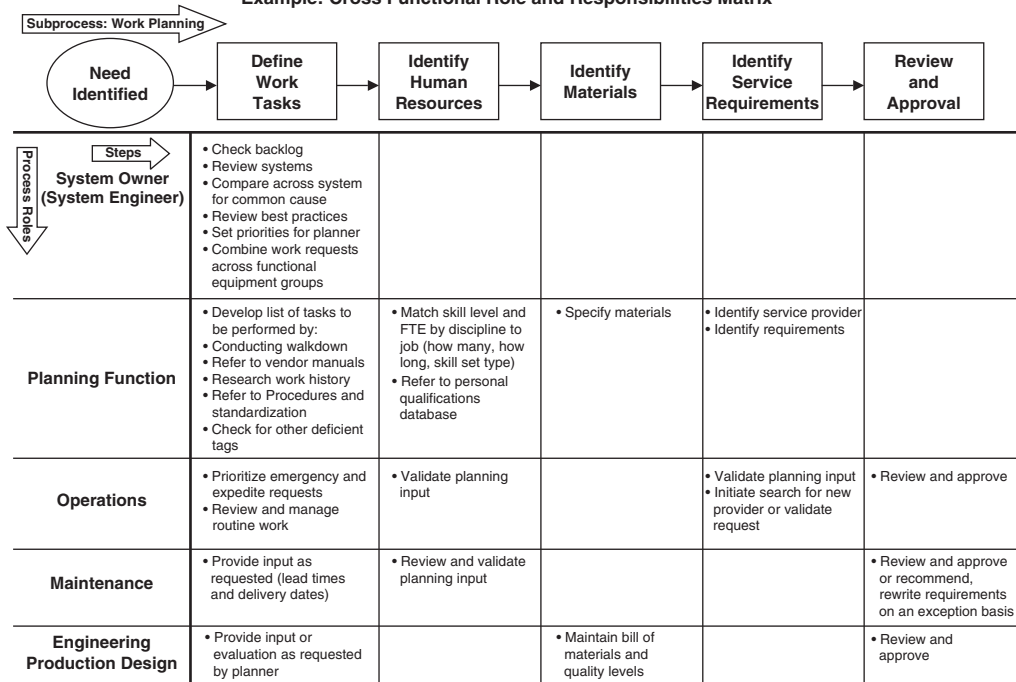 Example: Cross Functional Role and Responsibilities Matrix
Subprocess: Work Planning
Need
Identified
Define
Work
Tasks
Identify
Human
Resources
Identify
Materials
Identify
Service
Requirements
Review
and
Approval
Steps
Process Roles
System Owner
(System Engineer)
• Check backlog
• Review systems
• Compare across system
for common cause
• Review best practices
• Set priorities for planner
• Combine work requests
across functional
equipment groups
Planning Function
• Develop list of tasks to
be performed by:
• Conducting walkdown
• Refer to vendor manuals
• Research work history
• Refer to Procedures and
standardization
• Check for other deficient
tags
• Match skill level and
FTE by discipline to
job (how many, how
long, skill set type)
• Refer to personal
qualifications
database
• Specify materials
• Identify service provider
• Identify requirements
Operations
• Prioritize emergency and
expedite requests
• Review and manage
routine work
• Validate planning
input
• Validate planning input
• Initiate search for new
provider or validate
request
• Review and approve
Maintenance
• Provide input as
requested (lead times
and delivery dates)
• Review and validate
planning input
• Review and approve
or recommend,
rewrite requirements
on an exception basis
Engineering
Production Design
• Provide input or
evaluation as requested
by planner
• Maintain bill of
materials and
quality levels
• Review and
approve